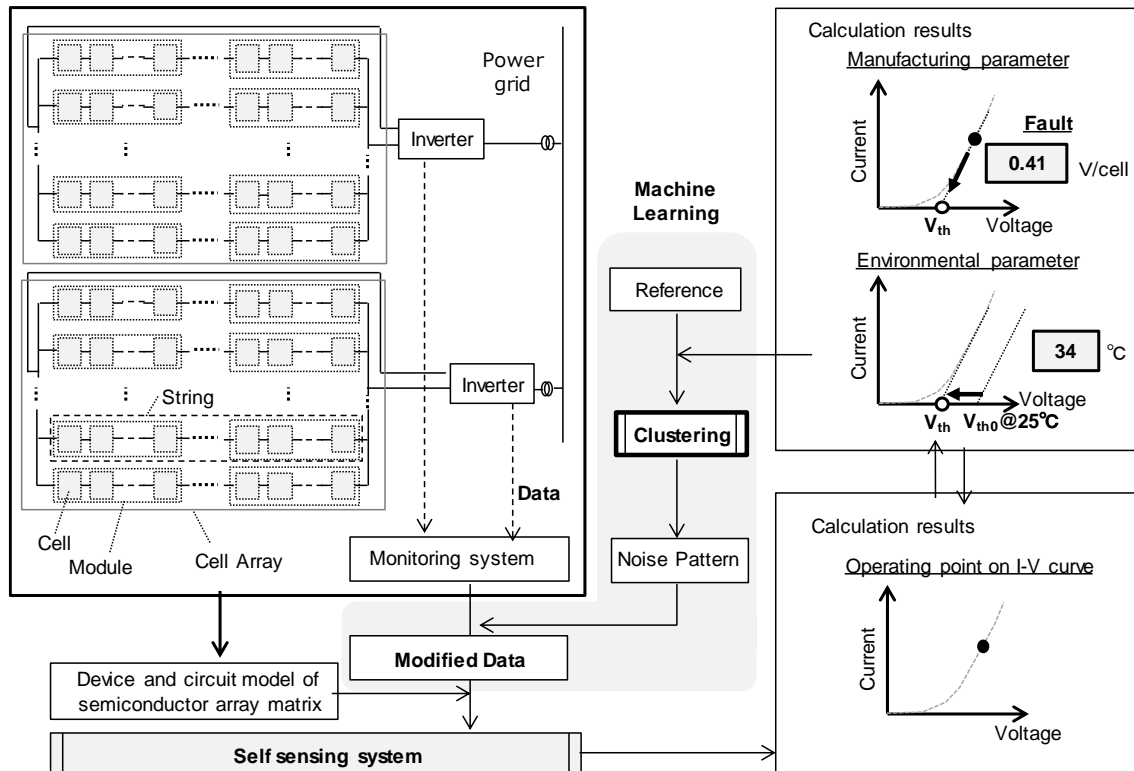 Power
grid
Inverter
Inverter
String
Cell
Module
Cell Array
Data
Monitoring system
Machine
Learning
Reference
Clustering
Noise Pattern
Modified Data
Device and circuit model of
semiconductor array matrix
Self sensing system
Calculation results
Manufacturing parameter
Current
Fault
0.41
V/cell
Vth
Voltage
Environmental parameter
Current
34
℃
Voltage
Vth
Vth0 @25℃
Calculation results
Operating point on I-V curve
Current
Voltage